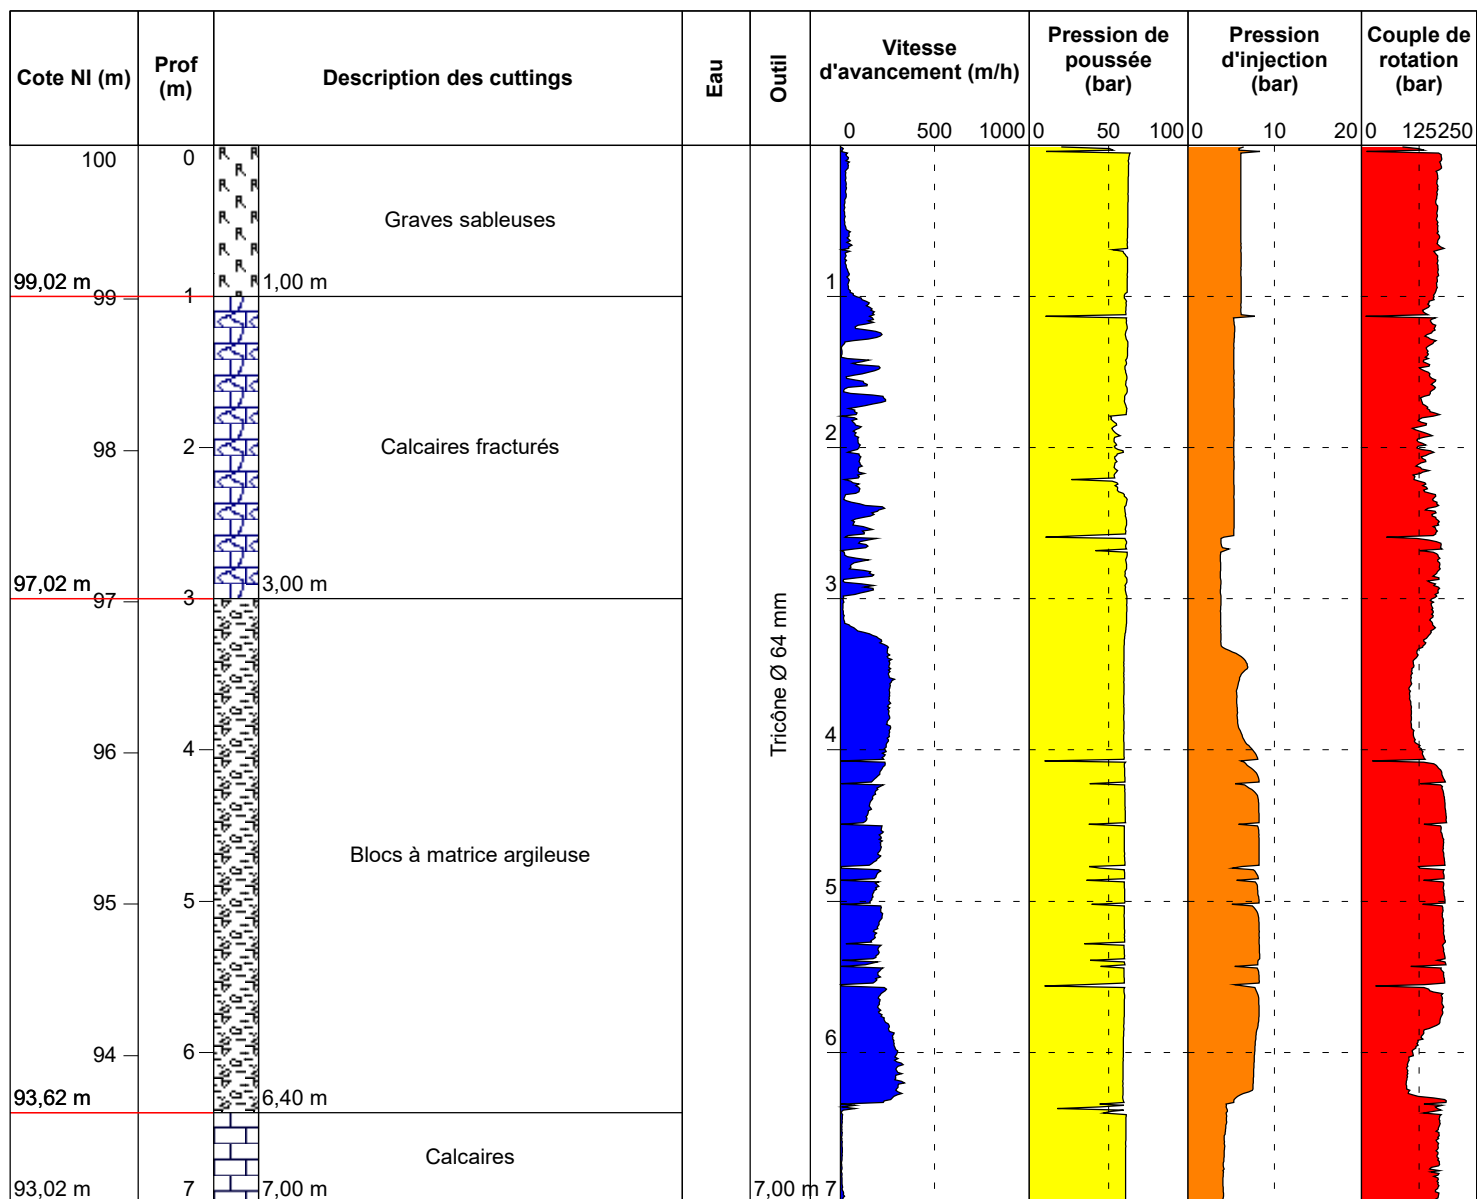 Cote NI (m)
Prof
(m)
Description des cuttings
Eau
Outil
Vitesse
d'avancement (m/h)
0 500 1000
Pression de
poussée
(bar)
0 50 100
Pression
d'injection
(bar)
0 10 20
Couple de
rotation
(bar)
0 125 250
100 0
Graves sableuses
99,02 m 1,00 m
99 1 1
Calcaires fracturés
98 2 2
97,02 m 3,00 m
97 3 3
Tricône Ø 64 mm
96 4 4
Blocs à matrice argileuse
95 5 5
94 6 6
93,62 m 6,40 m
Calcaires
93,02 m 7 7,00 m 7,00 m 7